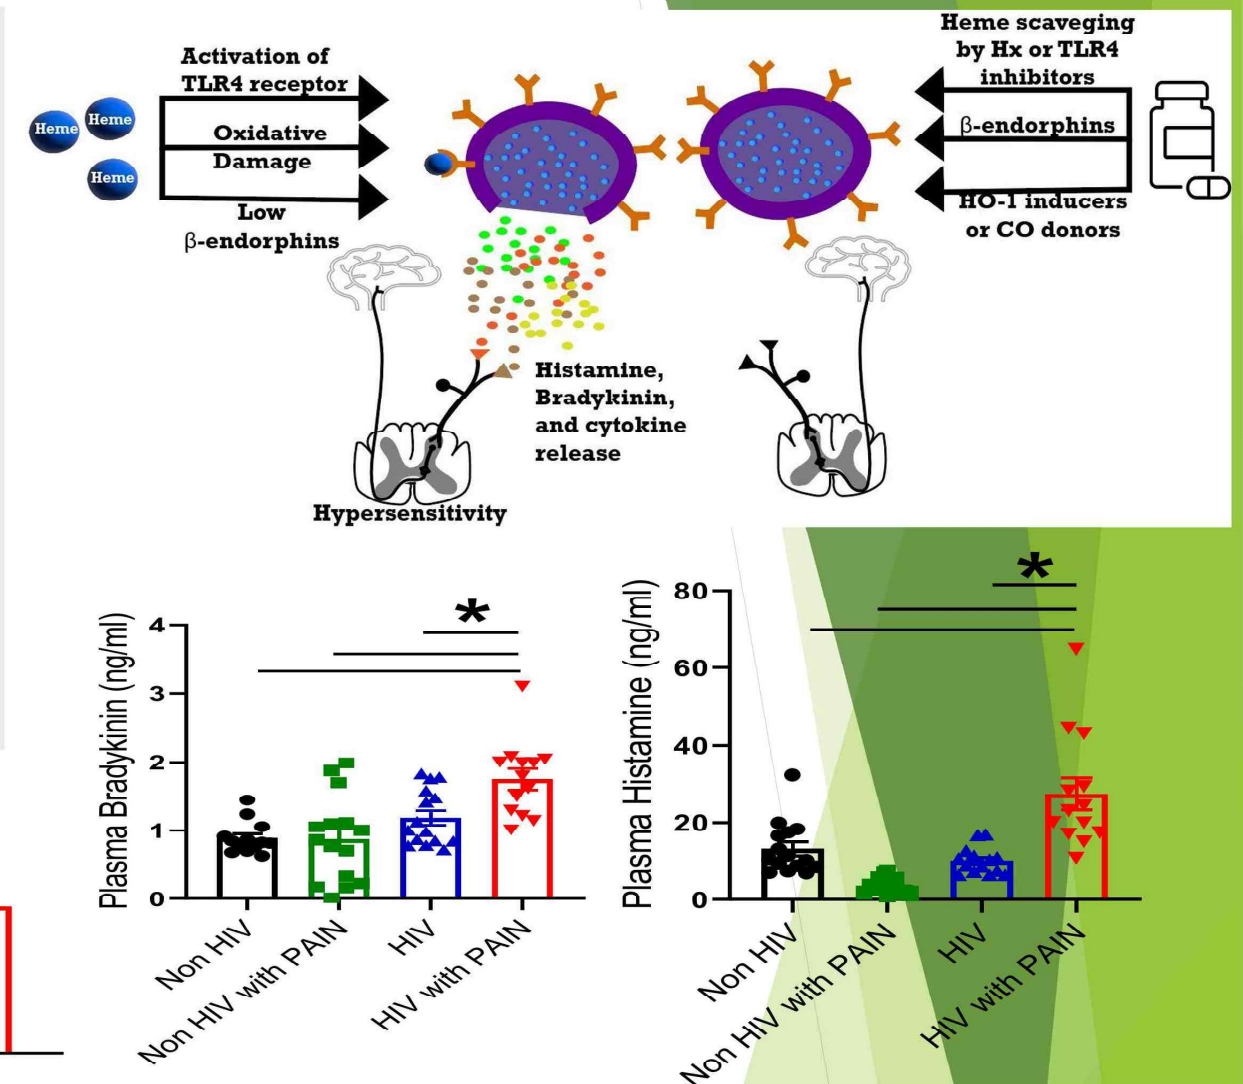 Activation of
TLR4 receptor
Heme
Heme
Heme
Oxidative
Damage
Low
β-endorphins
Heme scaveging
by Hx or TLR4
inhibitors
β-endorphins
HO-1 inducers
or CO donors
Histamine,
Bradykinin,
and cytokine
release
Hypersensitivity
Plasma Bradykinin (ng/ml)
4
3
2
1
0
*
Non HIV
Non HIV with PAIN
HIV
HIV with PAIN
Plasma Histamine (ng/ml)
80
60
40
20
0
*
Non HIV
Non HIV with PAIN
HIV
HIV with PAIN